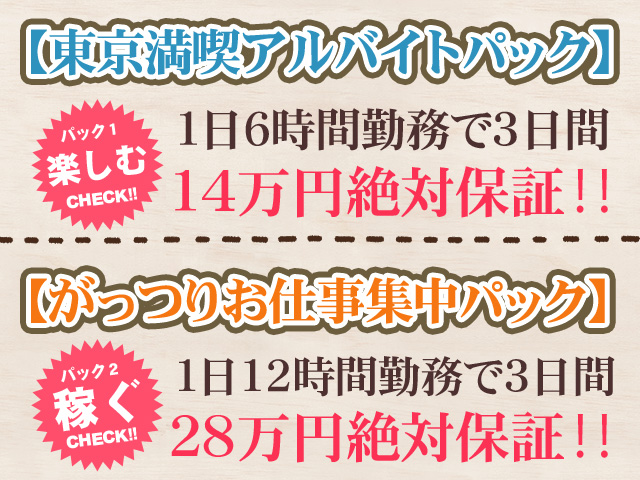 【東京満喫アルバイトパック】
パック1
楽しむ
CHECK!!
1日6時間勤務で3日間
14万円絶対保証!!
【がっつりお仕事集中パック】
パック2
稼ぐ
CHECK!!
1日12時間勤務で3日間
28万円絶対保証!!